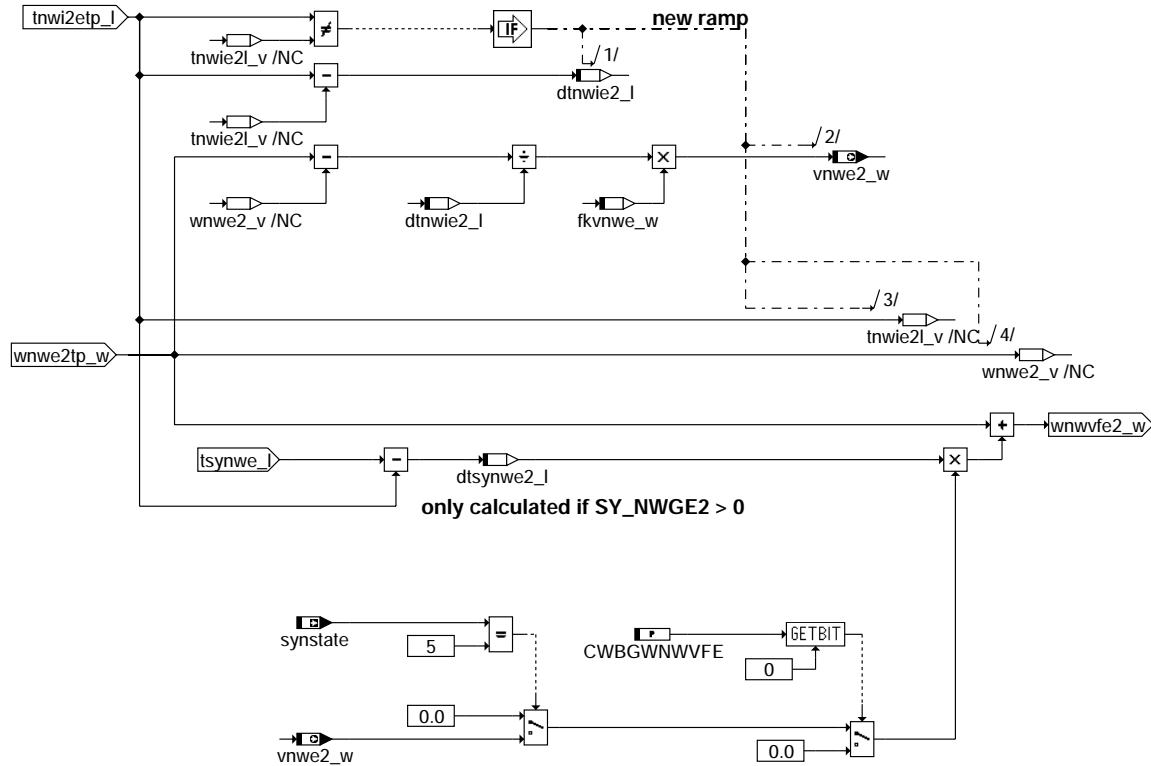 tnwi2etp_l
new ramp
IF
tnwie2l_v /NC
/1/
dtnwie2_l
tnwie2l_v /NC
/2/
vnwe2_w
wnwe2_v /NC
dtnwie2_l
fkvnwe_w
/3/
tnwie2l_v /NC
/4/
wnwe2tp_w
wnwe2_v /NC
wnwvfe2_w
tsynwe_l
dtsynwe2_l
only calculated if SY_NWGE2 > 0
synstate
5
P
CWBGWNWVFE
GETBIT
0
0.0
vnwe2_w
0.0